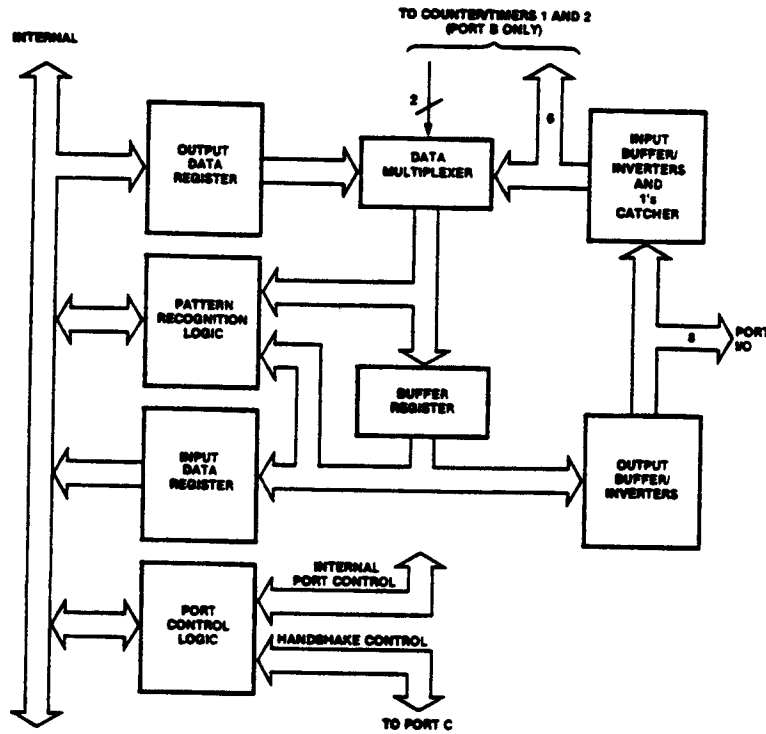 TO COUNTER/TIMERS 1 AND 2
(PORT B ONLY)
INTERNAL
2
6
OUTPUT
DATA
REGISTER
DATA
MULTIPLEXER
INPUT
BUFFER/
INVERTERS
AND
1's
CATCHER
PATTERN
RECOGNITION
LOGIC
8
PORT
I/O
BUFFER
REGISTER
INPUT
DATA
REGISTER
OUTPUT
BUFFER/
INVERTERS
INTERNAL
PORT CONTROL
PORT
CONTROL
LOGIC
HANDSHAKE CONTROL
TO PORT C